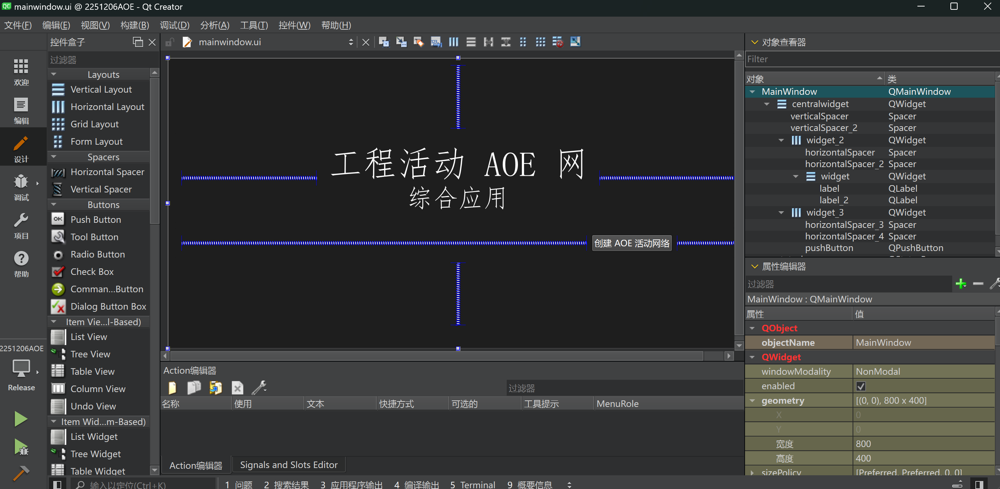 mainwindow.ui @ 2251206AOE - Qt Creator
文件(F) 编辑(E) 视图(V) 构建(B) 调试(D) 分析(A) 工具(T) 控件(W) 帮助(H)
欢迎
编辑
设计
调试
项目
帮助
2251206AOE
Release
控件盒子
过滤器
Layouts
Vertical Layout
Horizontal Layout
Grid Layout
Form Layout
Spacers
Horizontal Spacer
Vertical Spacer
Buttons
OK Push Button
Tool Button
Radio Button
Check Box
Comman...Button
Dialog Button Box
Item Vie...l-Based)
List View
Tree View
Table View
Column View
Undo View
Item Wid...m-Based)
List Widget
Tree Widget
Table Widget
mainwindow.ui
工程活动 AOE 网
综合应用
创建 AOE 活动网络
Action编辑器
过滤器
名称 使用 文本 快捷方式 可选的 工具提示 MenuRole
Action编辑器 Signals and Slots Editor
对象查看器
Filter
对象 类
MainWindow QMainWindow
centralwidget QWidget
verticalSpacer Spacer
verticalSpacer_2 Spacer
widget_2 QWidget
horizontalSpacer Spacer
horizontalSpacer_2 Spacer
widget QWidget
label QLabel
label_2 QLabel
widget_3 QWidget
horizontalSpacer_3 Spacer
horizontalSpacer_4 Spacer
pushButton QPushButton
属性编辑器
过滤器
MainWindow : QMainWindow
属性 值
QObject
objectName MainWindow
QWidget
windowModality NonModal
enabled
geometry [(0, 0), 800 x 400]
X 0
Y 0
宽度 800
高度 400
sizePolicy [Preferred, Preferred, 0, 0]
输入以定位(Ctrl+K) 1 问题 2 搜索结果 3 应用程序输出 4 编译输出 5 Terminal 9 概要信息